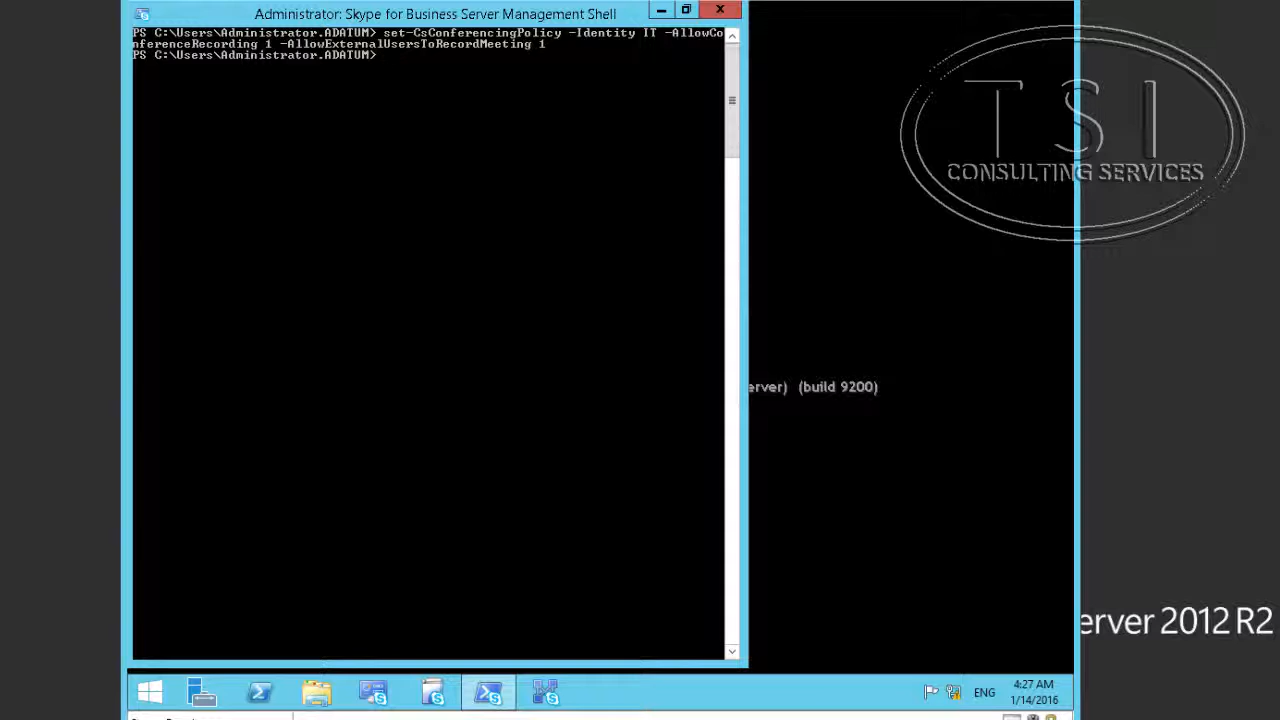 Administrator: Skype for Business Server Management Shell
PS C:\Users\Administrator.ADATUM> set-CsConferencingPolicy -Identity IT -AllowCo
nferenceRecording 1 -AllowExternalUsersToRecordMeeting 1
PS C:\Users\Administrator.ADATUM>
T S I
CONSULTING SERVICES
erver) (build 9200)
erver 2012 R2
ENG
4:27 AM
1/14/2016